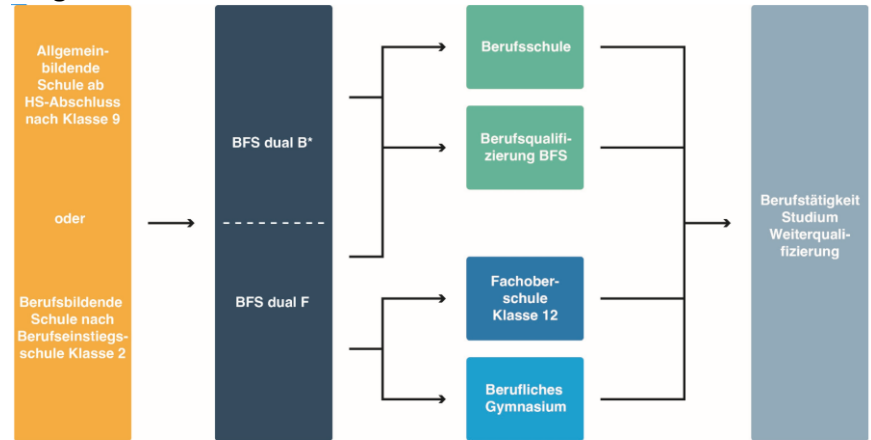 Allgemein-
bildende
Schule ab
HS-Abschluss
nach Klasse 9
oder
Berufsbildende
Schule nach
Berufseinstiegs-
schule Klasse 2
BFS dual B*
BFS dual F
Berufsschule
Berufsqualifi-
zierung BFS
Fachober-
schule
Klasse 12
Berufliches
Gymnasium
Berufstätigkeit
Studium
Weiterquali-
fizierung